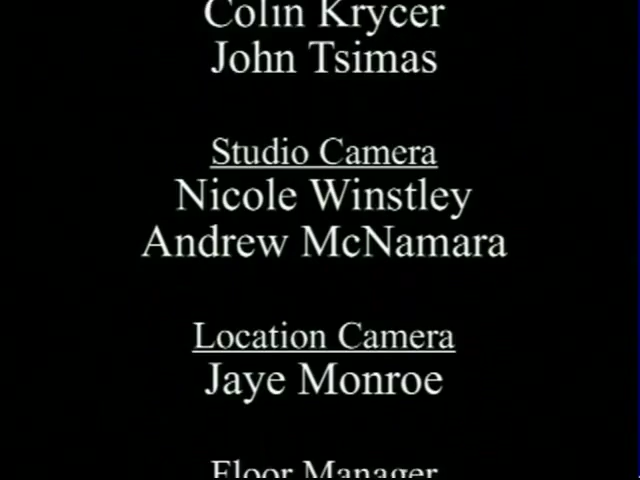 Colin Krycer
John Tsimas
Studio Camera
Nicole Winstley
Andrew McNamara
Location Camera
Jaye Monroe
Floor Manager